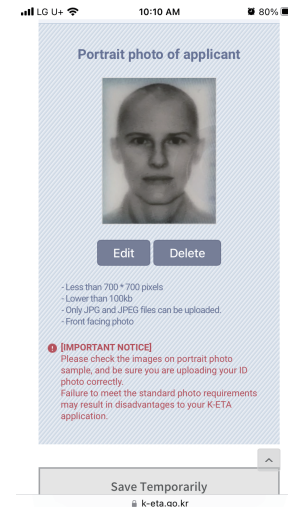 LG U+ 10:10 AM 80%
Portrait photo of applicant
Edit Delete
- Less than 700 * 700 pixels
- Lower than 100kb
- Only JPG and JPEG files can be uploaded.
- Front facing photo
[IMPORTANT NOTICE]
Please check the images on portrait photo
sample, and be sure you are uploading your ID
photo correctly.
Failure to meet the standard photo requirements
may result in disadvantages to your K-ETA
application.
Save Temporarily
k-eta.go.kr